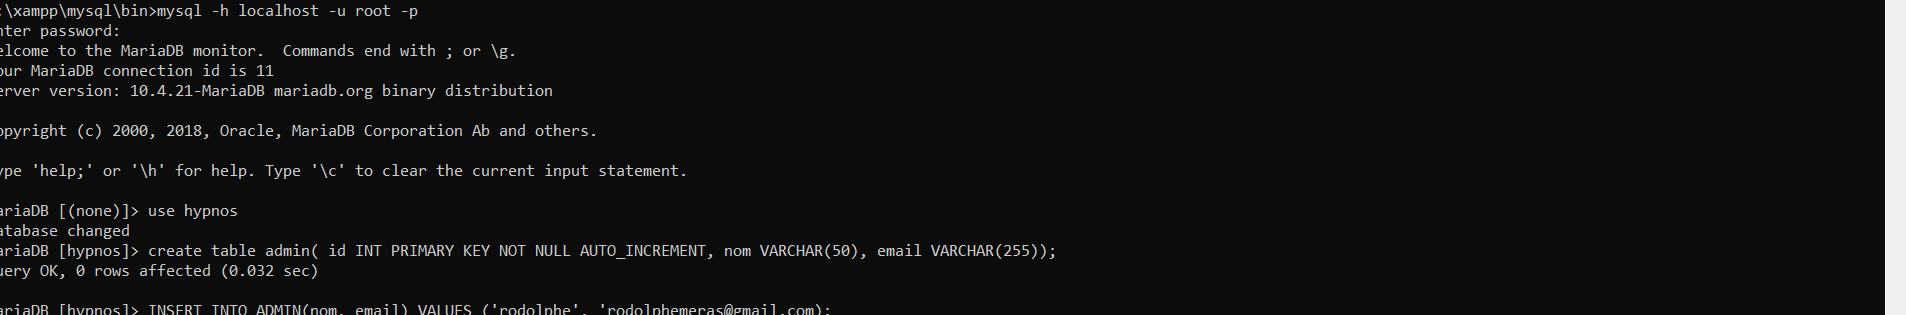 :\xampp\mysql\bin>mysql -h localhost -u root -p
nter password:
elcome to the MariaDB monitor.  Commands end with ; or \g.
our MariaDB connection id is 11
erver version: 10.4.21-MariaDB mariadb.org binary distribution
opyright (c) 2000, 2018, Oracle, MariaDB Corporation Ab and others.
ype 'help;' or '\h' for help. Type '\c' to clear the current input statement.
ariaDB [(none)]> use hypnos
atabase changed
ariaDB [hypnos]> create table admin( id INT PRIMARY KEY NOT NULL AUTO_INCREMENT, nom VARCHAR(50), email VARCHAR(255));
uery OK, 0 rows affected (0.032 sec)
ariaDB [hypnos]> INSERT INTO ADMIN(nom, email) VALUES ('rodolphe', 'rodolphemeras@gmail.com);